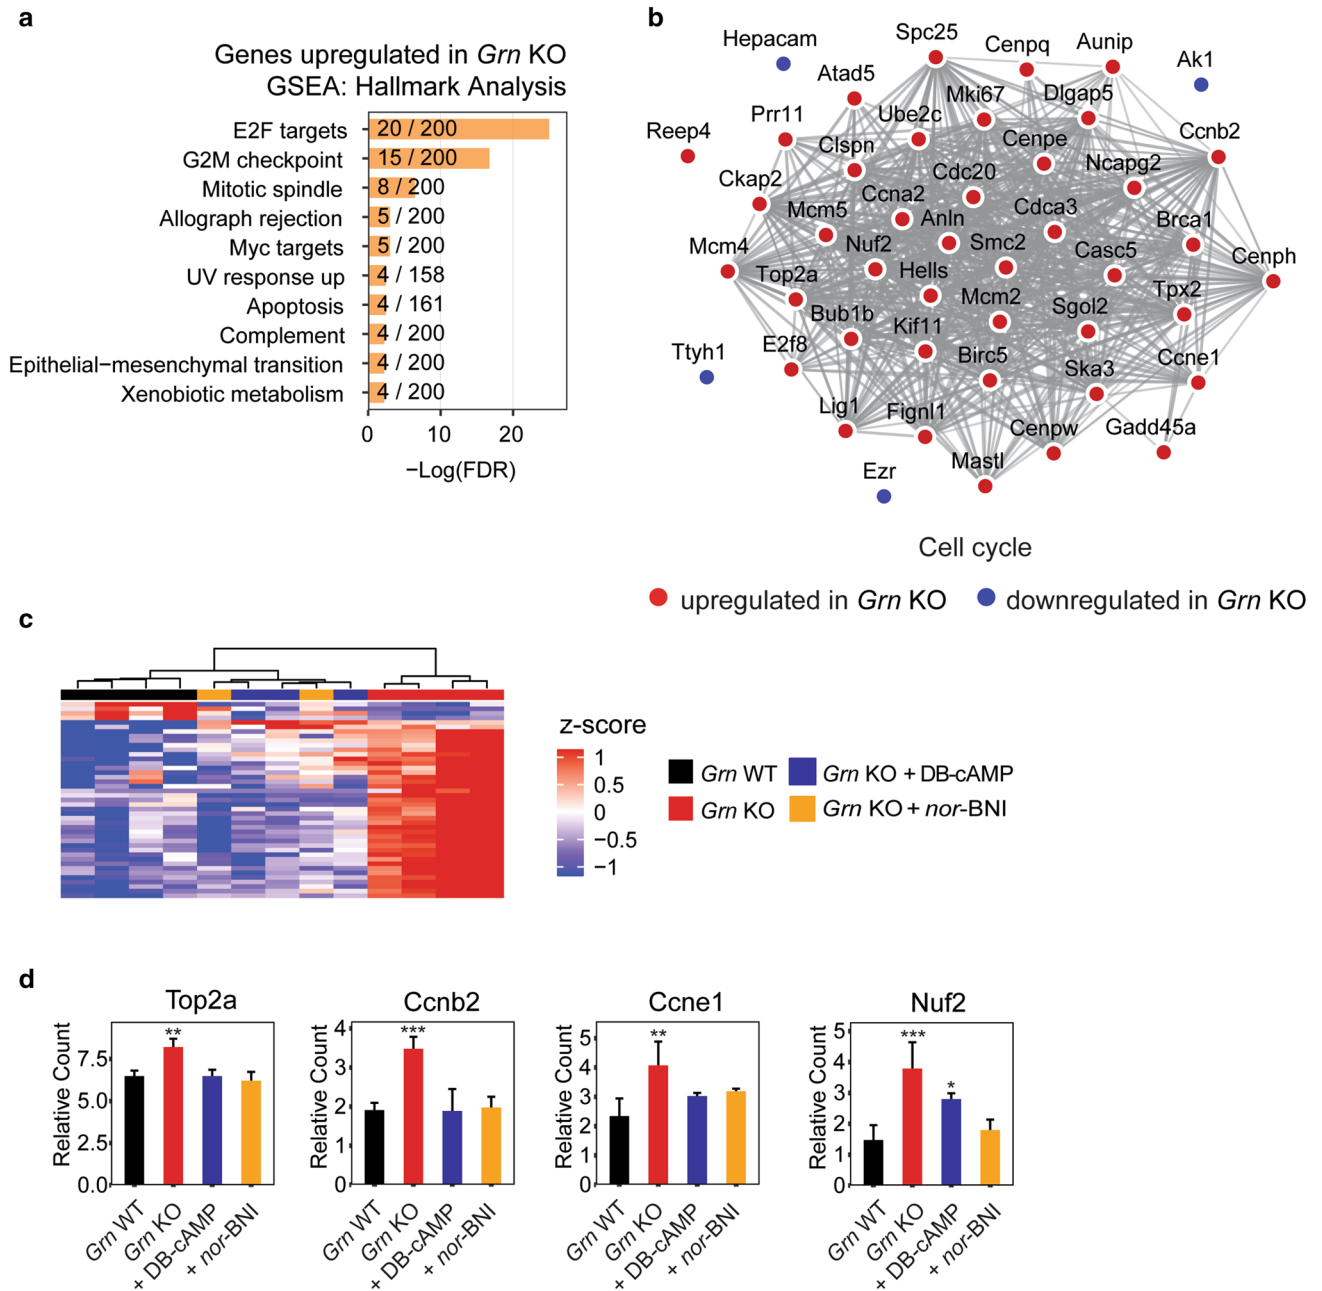 a
Genes upregulated in Grn KO
GSEA: Hallmark Analysis
E2F targets 20 / 200
G2M checkpoint 15 / 200
Mitotic spindle 8 / 200
Allograph rejection 5 / 200
Myc targets 5 / 200
UV response up 4 / 158
Apoptosis 4 / 161
Complement 4 / 200
Epithelial−mesenchymal transition 4 / 200
Xenobiotic metabolism 4 / 200
0 10 20
−Log(FDR)
b
Spc25
Hepacam
Cenpq
Aunip
Ak1
Atad5
Mki67
Dlgap5
Prr11
Ube2c
Reep4
Clspn
Cenpe
Ccnb2
Ckap2
Ccna2
Cdc20
Ncapg2
Mcm5
Anln
Cdca3
Brca1
Mcm4
Nuf2
Smc2
Casc5
Cenph
Top2a
Hells
Bub1b
Mcm2
Sgol2
Tpx2
Ttyh1
E2f8
Kif11
Birc5
Ska3
Ccne1
Lig1
Fignl1
Cenpw
Gadd45a
Ezr
Mastl
Cell cycle
upregulated in Grn KO
downregulated in Grn KO
c
z-score
1
0.5
0
−0.5
−1
Grn WT
Grn KO + DB-cAMP
Grn KO
Grn KO + nor-BNI
d
Top2a
Relative Count
7.5
5.0
2.5
0.0
Grn WT
Grn KO
+ DB-cAMP
+ nor-BNI
**
Ccnb2
Relative Count
4
3
2
1
0
Grn WT
Grn KO
+ DB-cAMP
+ nor-BNI
***
Ccne1
Relative Count
5
4
3
2
1
0
Grn WT
Grn KO
+ DB-cAMP
+ nor-BNI
**
Nuf2
Relative Count
5
4
3
2
1
0
Grn WT
Grn KO
+ DB-cAMP
+ nor-BNI
***
*